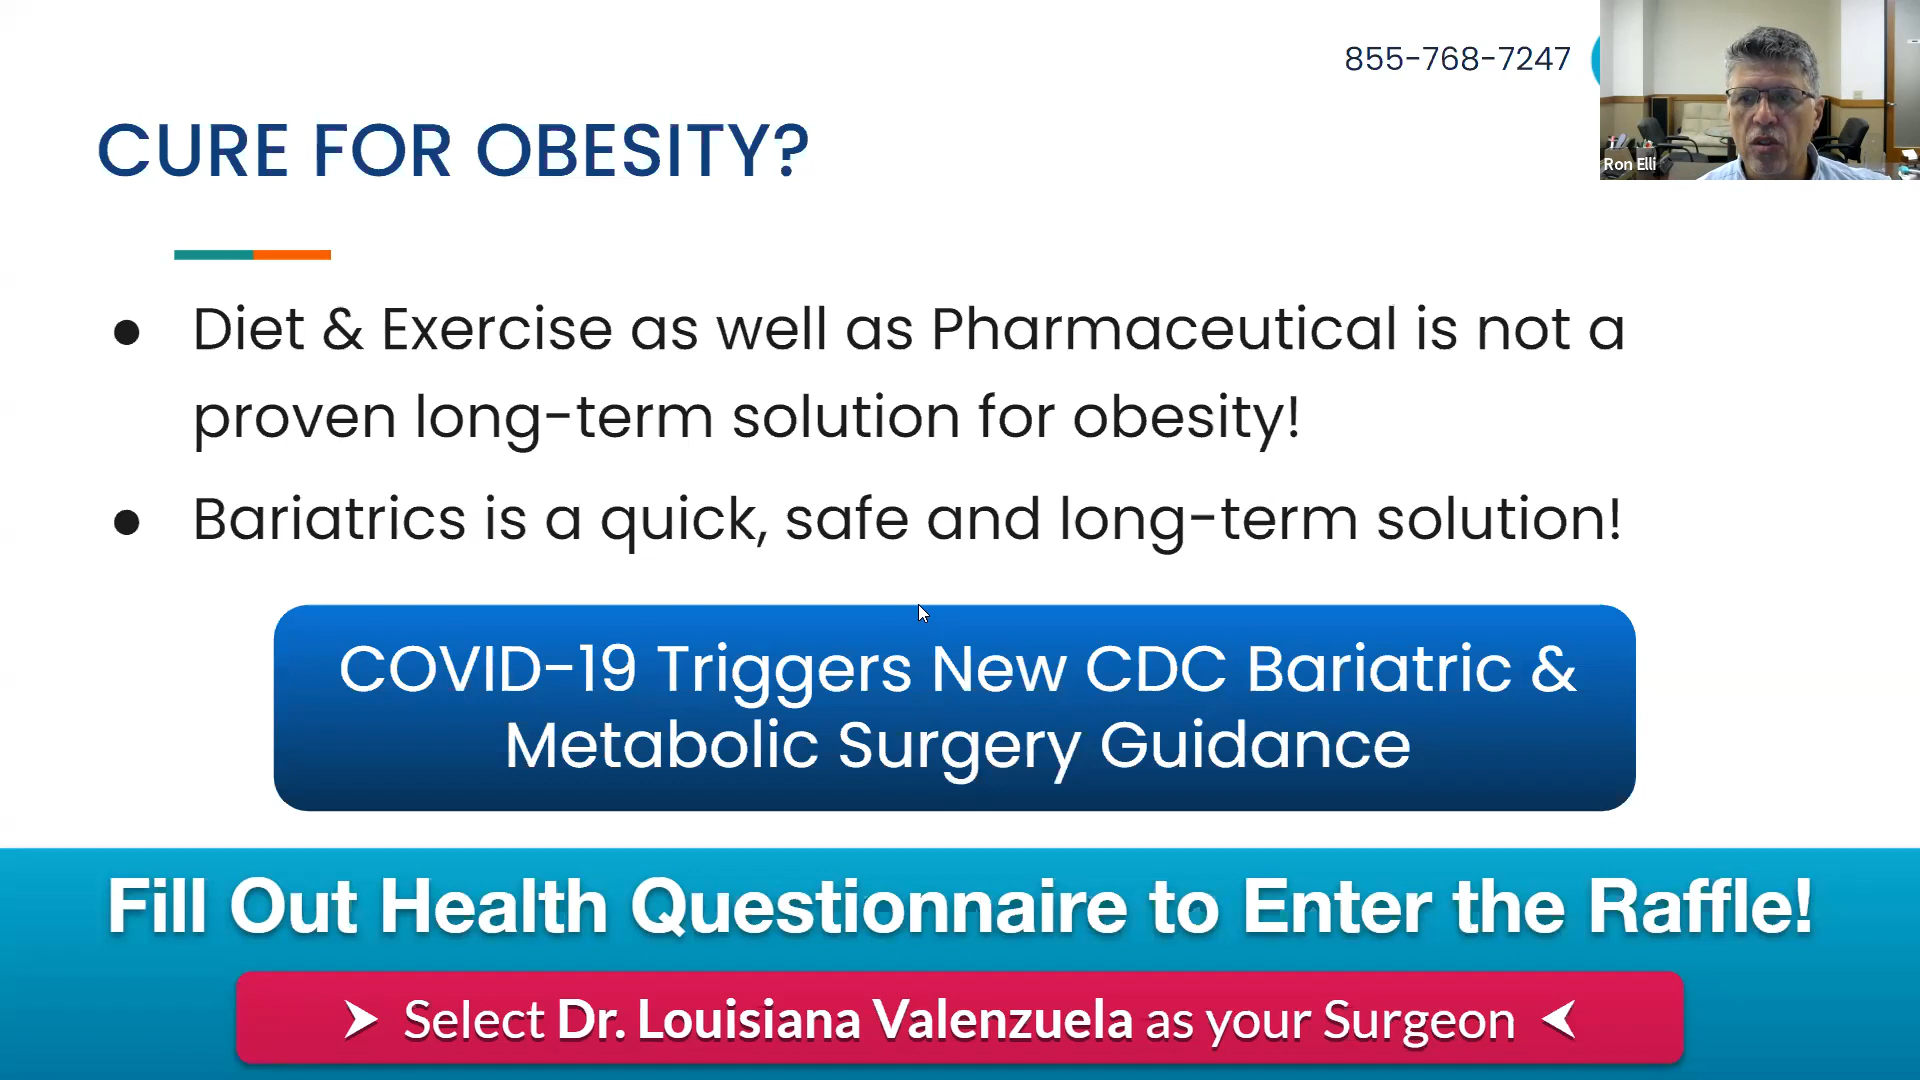 855-768-7247
Ron Elli
CURE FOR OBESITY?
● Diet & Exercise as well as Pharmaceutical is not a
proven long-term solution for obesity!
● Bariatrics is a quick, safe and long-term solution!
COVID-19 Triggers New CDC Bariatric &
Metabolic Surgery Guidance
Fill Out Health Questionnaire to Enter the Raffle!
➤ Select Dr. Louisiana Valenzuela as your Surgeon ⮜